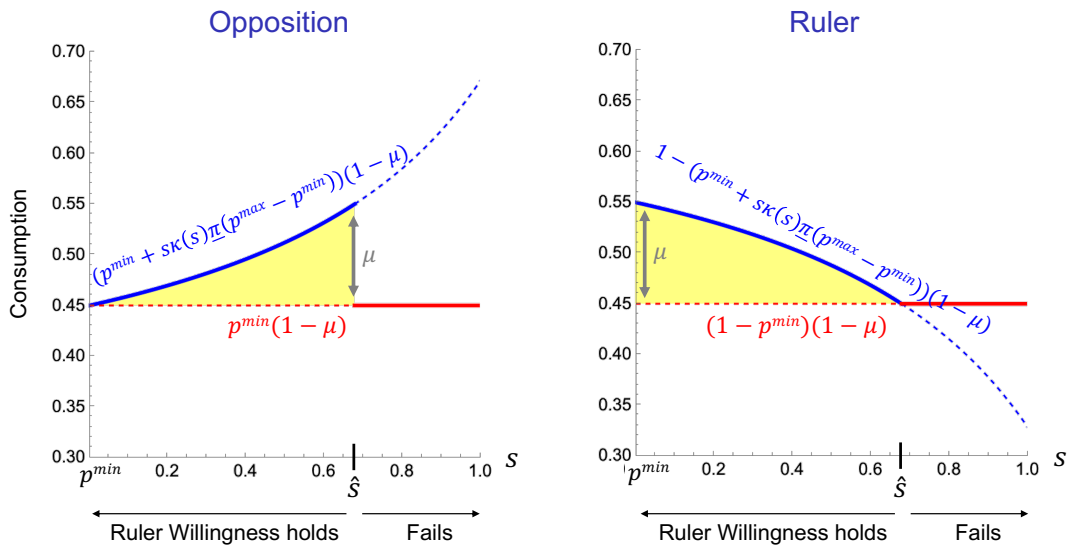 Opposition
Consumption
0.70
0.65
0.60
0.55
0.50
0.45
0.40
0.35
0.30
(p^min + sκ(s)π(p^max − p^min))(1 − μ)
μ
p^min(1 − μ)
p^min
0.2
0.4
0.6
0.8
1.0
s
ŝ
Ruler Willingness holds
Fails
Ruler
0.70
0.65
0.60
0.55
0.50
0.45
0.40
0.35
0.30
1 − (p^min + sκ(s)π(p^max − p^min))(1 − μ)
μ
(1 − p^min)(1 − μ)
p^min
0.2
0.4
0.6
0.8
1.0
s
ŝ
Ruler Willingness holds
Fails